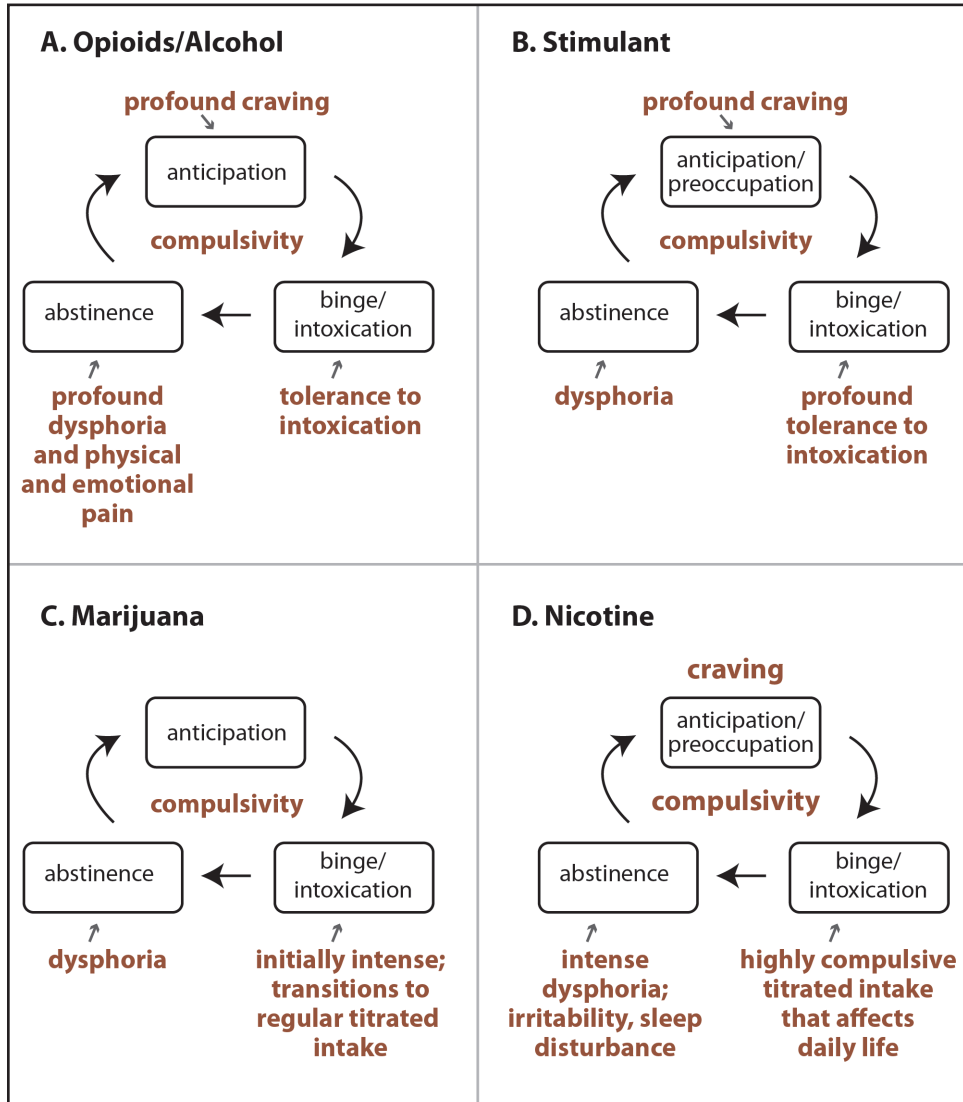 A. Opioids/Alcohol
profound craving
anticipation
compulsivity
abstinence
binge/
intoxication
profound
dysphoria
and physical
and emotional
pain
tolerance to
intoxication
B. Stimulant
profound craving
anticipation/
preoccupation
compulsivity
abstinence
binge/
intoxication
dysphoria
profound
tolerance to
intoxication
C. Marijuana
anticipation
compulsivity
abstinence
binge/
intoxication
dysphoria
initially intense;
transitions to
regular titrated
intake
D. Nicotine
craving
anticipation/
preoccupation
compulsivity
abstinence
binge/
intoxication
intense
dysphoria;
irritability, sleep
disturbance
highly compulsive
titrated intake
that affects
daily life